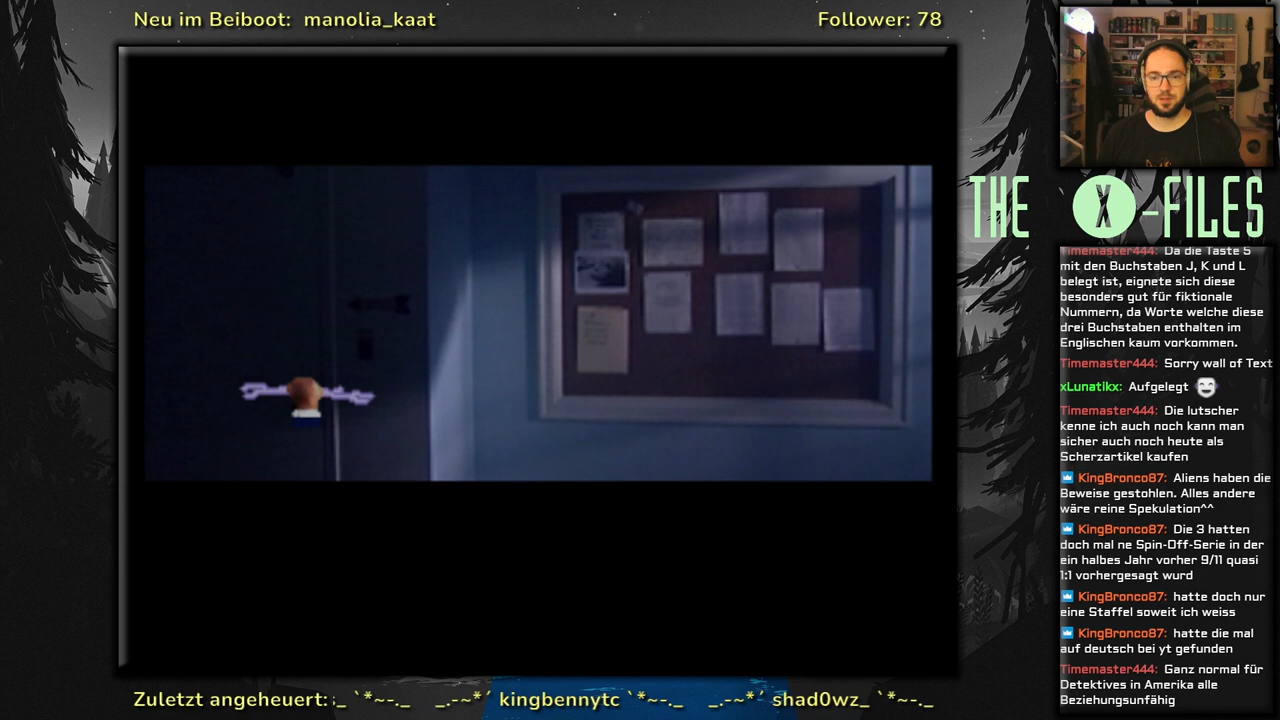 Neu im Beiboot: manolia_kaat
Follower: 78
THE X-FILES
Timemaster444: Da die Taste 5
mit den Buchstaben J, K und L
belegt ist, eignete sich diese
besonders gut für fiktionale
Nummern, da Worte welche diese
drei Buchstaben enthalten im
Englischen kaum vorkommen.
Timemaster444: Sorry wall of Text
xLunatikx: Aufgelegt
Timemaster444: Die lutscher
kenne ich auch noch kann man
sicher auch noch heute als
Scherzartikel kaufen
KingBronco87: Aliens haben die
Beweise gestohlen. Alles andere
wäre reine Spekulation^^
KingBronco87: Die 3 hatten
doch mal ne Spin-Off-Serie in der
ein halbes Jahr vorher 9/11 quasi
1:1 vorhergesagt wurd
KingBronco87: hatte doch nur
eine Staffel soweit ich weiss
KingBronco87: hatte die mal
auf deutsch bei yt gefunden
Timemaster444: Ganz normal für
Detektives in Amerika alle
Beziehungsunfähig
Zuletzt angeheuert: _ `*~-._ _.-~*´ kingbennytc `*~-._ _.-~*´ shad0wz_ `*~-._